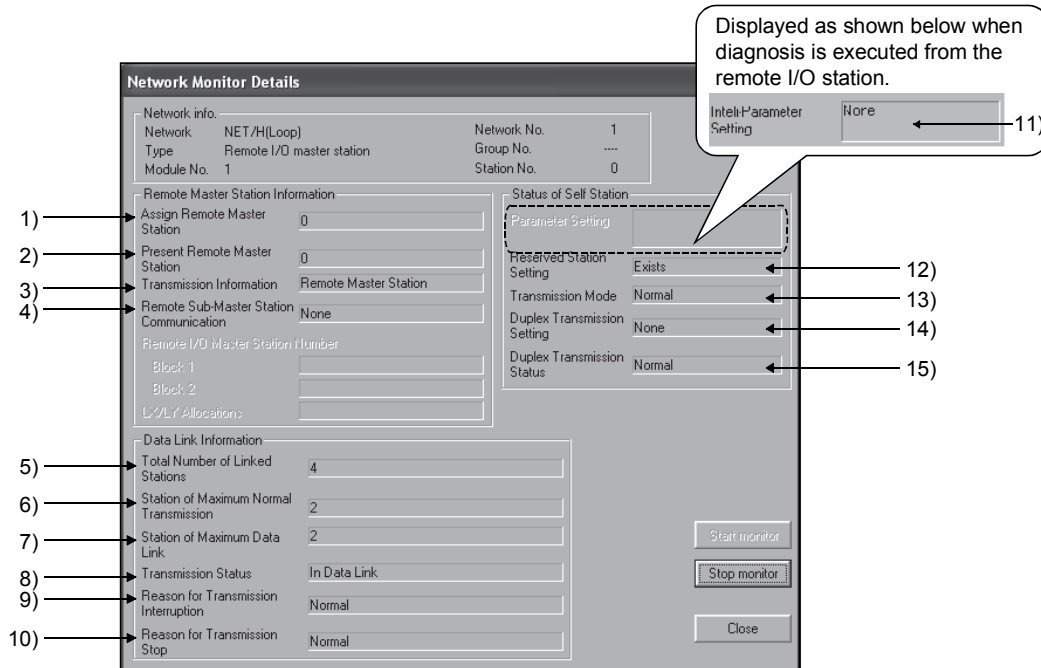 Displayed as shown below when
diagnosis is executed from the
remote I/O station.
Inteli-Parameter
Setting
Nore
11)
Network Monitor Details
Network info.
Network NET/H(Loop) Network No. 1
Type Remote I/O master station Group No. ----
Module No. 1 Station No. 0
Remote Master Station Information
1) Assign Remote Master
Station
0
2) Present Remote Master
Station
0
3) Transmission Information Remote Master Station
4) Remote Sub-Master Station
Communication
None
Remote I/O Master Station Number
Block 1
Block 2
LX/LY Allocations
Status of Self Station
Parameter Setting
Reserved Station
Setting
Exists 12)
Transmission Mode Normal 13)
Duplex Transmission
Setting
None 14)
Duplex Transmission
Status
Normal 15)
Data Link Information
5) Total Number of Linked
Stations
4
6) Station of Maximum Normal
Transmission
2
7) Station of Maximum Data
Link
2
8) Transmission Status In Data Link
9) Reason for Transmission
Interruption
Normal
10) Reason for Transmission
Stop
Normal
Start monitor
Stop monitor
Close